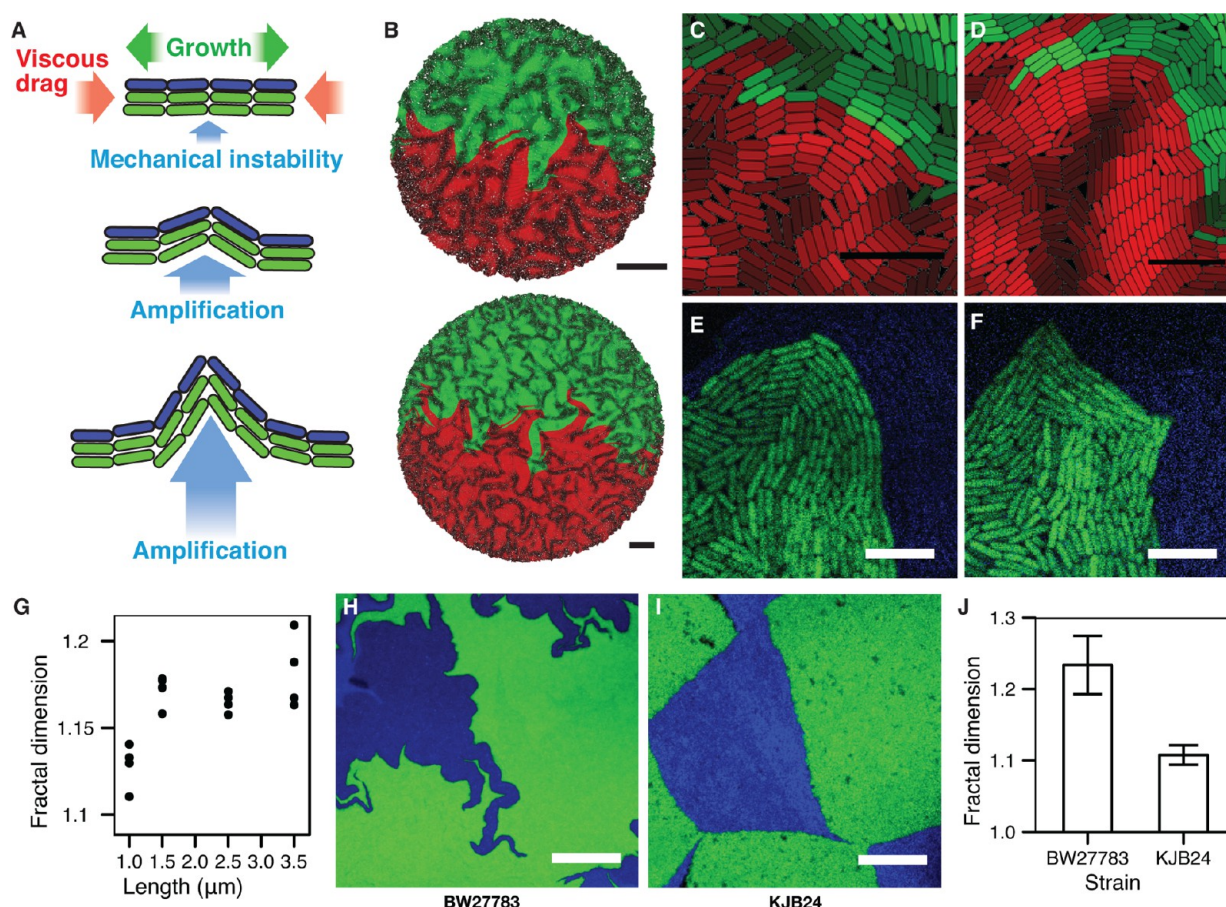 A
Growth
Viscous
drag
Mechanical instability
Amplification
Amplification
B
C
D
E
F
G
Fractal dimension
1.2
1.15
1.1
1.0
1.5
2.0
2.5
3.0
3.5
Length (µm)
H
BW27783
I
KJB24
J
Fractal dimension
1.3
1.2
1.1
1.0
BW27783
KJB24
Strain